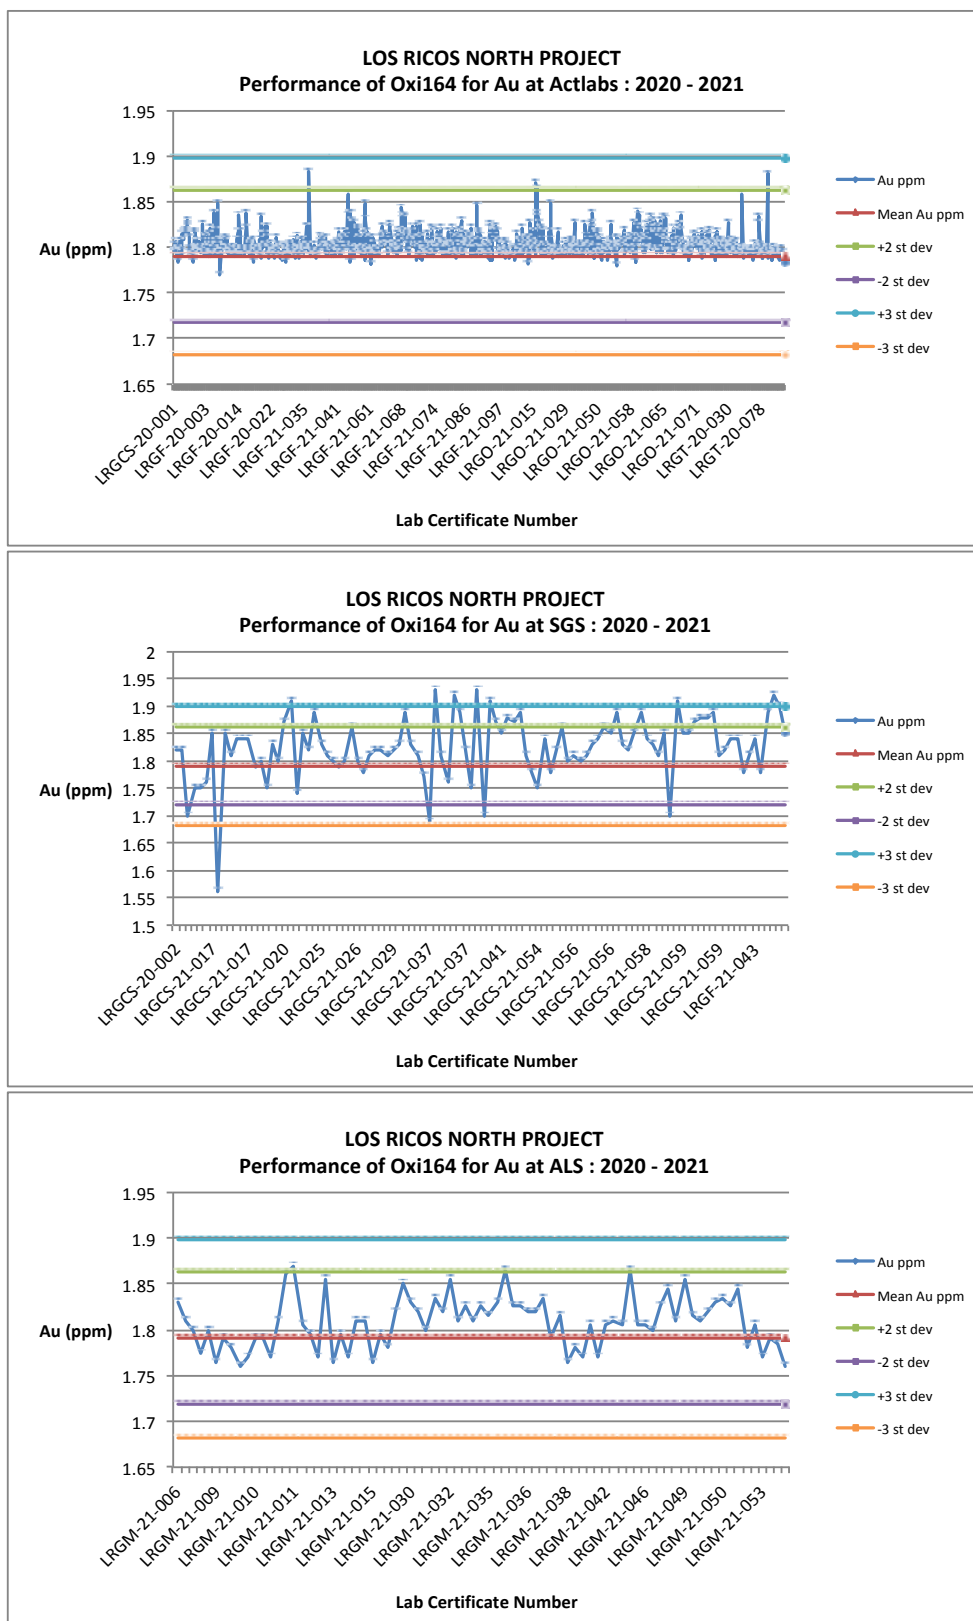 LOS RICOS NORTH PROJECT
Performance of Oxi164 for Au at Actlabs : 2020 - 2021
1.95
1.9
1.85
1.8
1.75
1.7
1.65
Au (ppm)
LRGCS-20-001
LRGF-20-003
LRGF-20-014
LRGF-20-022
LRGF-21-035
LRGF-21-041
LRGF-21-061
LRGF-21-068
LRGF-21-074
LRGF-21-086
LRGF-21-097
LRGO-21-015
LRGO-21-029
LRGO-21-050
LRGO-21-058
LRGO-21-065
LRGO-21-071
LRGT-20-030
LRGT-20-078
Lab Certificate Number
Au ppm
Mean Au ppm
+2 st dev
-2 st dev
+3 st dev
-3 st dev
LOS RICOS NORTH PROJECT
Performance of Oxi164 for Au at SGS : 2020 - 2021
2
1.95
1.9
1.85
1.8
1.75
1.7
1.65
1.6
1.55
1.5
Au (ppm)
LRGCS-20-002
LRGCS-21-017
LRGCS-21-017
LRGCS-21-020
LRGCS-21-025
LRGCS-21-026
LRGCS-21-029
LRGCS-21-037
LRGCS-21-037
LRGCS-21-041
LRGCS-21-054
LRGCS-21-056
LRGCS-21-056
LRGCS-21-058
LRGCS-21-059
LRGCS-21-059
LRGF-21-043
Lab Certificate Number
Au ppm
Mean Au ppm
+2 st dev
-2 st dev
+3 st dev
-3 st dev
LOS RICOS NORTH PROJECT
Performance of Oxi164 for Au at ALS : 2020 - 2021
1.95
1.9
1.85
1.8
1.75
1.7
1.65
Au (ppm)
LRGM-21-006
LRGM-21-009
LRGM-21-010
LRGM-21-011
LRGM-21-013
LRGM-21-015
LRGM-21-030
LRGM-21-032
LRGM-21-035
LRGM-21-036
LRGM-21-038
LRGM-21-042
LRGM-21-046
LRGM-21-049
LRGM-21-050
LRGM-21-053
Lab Certificate Number
Au ppm
Mean Au ppm
+2 st dev
-2 st dev
+3 st dev
-3 st dev